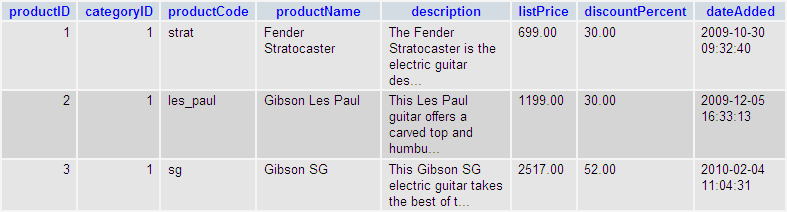 productID categoryID productCode productName description listPrice discountPercent dateAdded
1 1 strat Fender The Fender 699.00 30.00 2009-10-30
Stratocaster Stratocaster is the 09:32:40
electric guitar
des...
2 1 les_paul Gibson Les Paul This Les Paul 1199.00 30.00 2009-12-05
guitar offers a 16:33:13
carved top and
humbu...
3 1 sg Gibson SG This Gibson SG 2517.00 52.00 2010-02-04
electric guitar takes 11:04:31
the best of t...